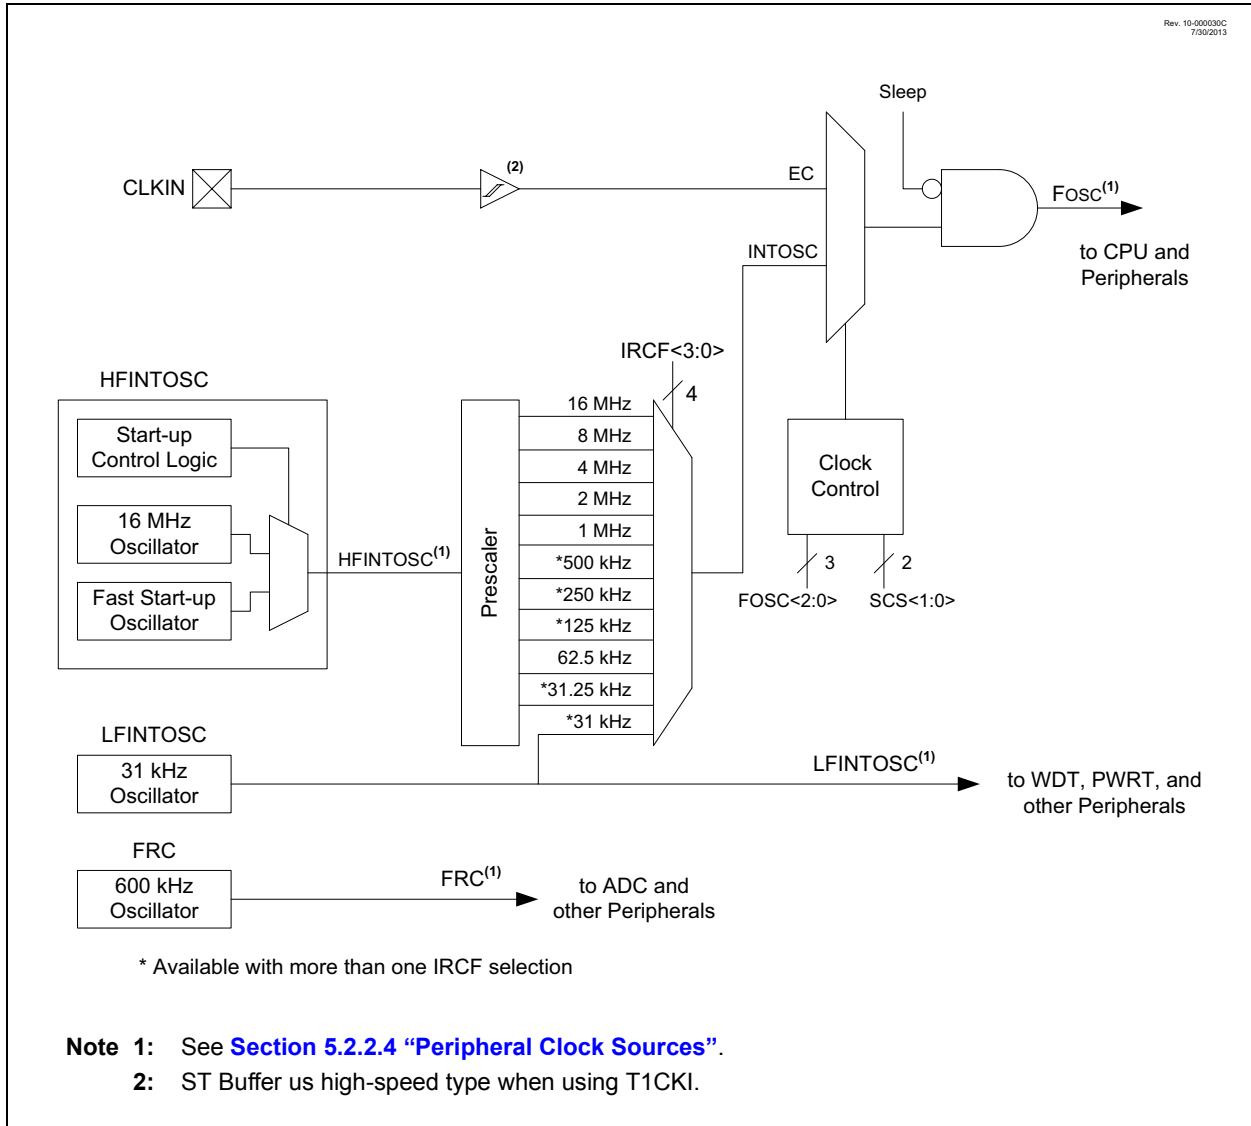 Rev. 10-000030C
7/30/2013
Sleep
(2)
CLKIN
EC
FOSC(1)
to CPU and
Peripherals
INTOSC
IRCF<3:0>
4
HFINTOSC
Start-up
Control Logic
16 MHz
Oscillator
Fast Start-up
Oscillator
HFINTOSC(1)
Prescaler
16 MHz
8 MHz
4 MHz
2 MHz
1 MHz
*500 kHz
*250 kHz
*125 kHz
62.5 kHz
*31.25 kHz
*31 kHz
Clock
Control
3
2
FOSC<2:0>
SCS<1:0>
LFINTOSC
31 kHz
Oscillator
LFINTOSC(1)
to WDT, PWRT, and
other Peripherals
FRC
600 kHz
Oscillator
FRC(1)
to ADC and
other Peripherals
* Available with more than one IRCF selection
Note 1: See Section 5.2.2.4 “Peripheral Clock Sources”.
2: ST Buffer us high-speed type when using T1CKI.